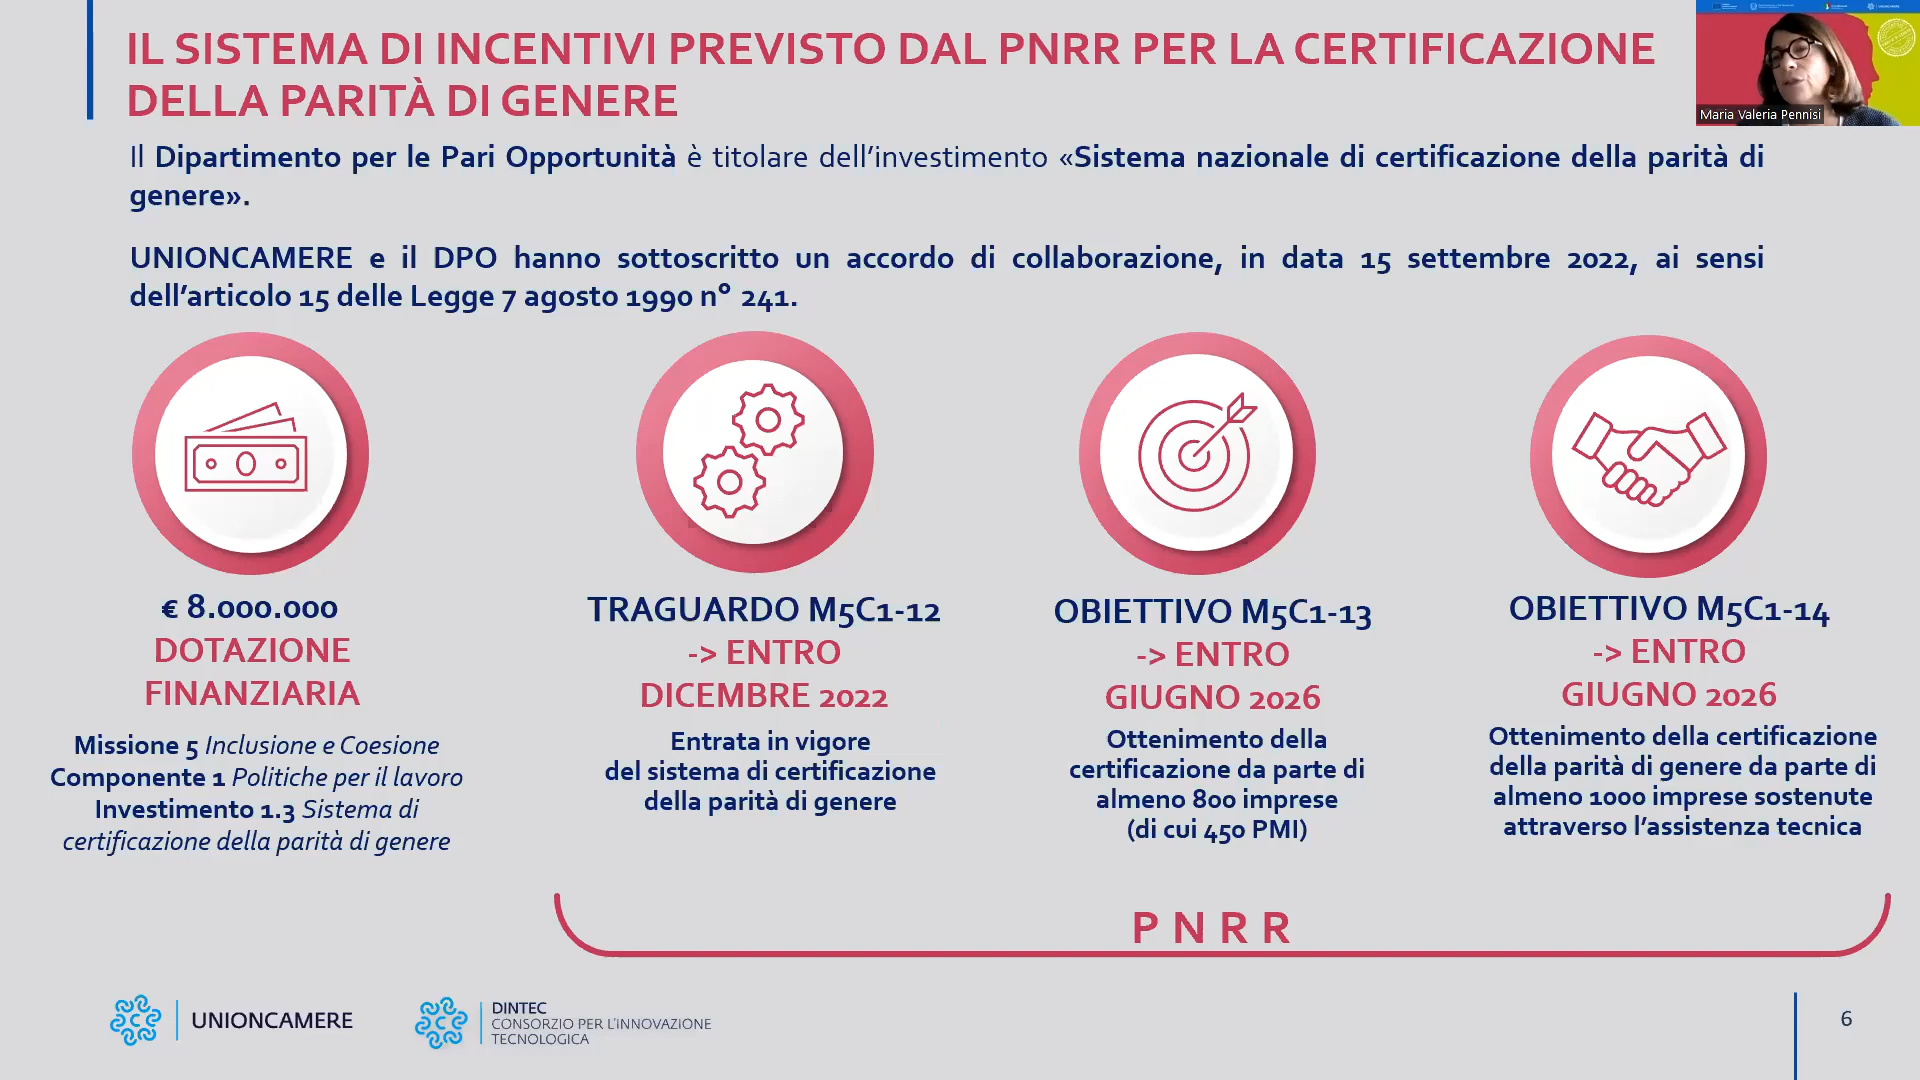 IL SISTEMA DI INCENTIVI PREVISTO DAL PNRR PER LA CERTIFICAZIONE
DELLA PARITÀ DI GENERE
Maria Valeria Pennisi
Il Dipartimento per le Pari Opportunità è titolare dell'investimento «Sistema nazionale di certificazione della parità di
genere».
UNIONCAMERE e il DPO hanno sottoscritto un accordo di collaborazione, in data 15 settembre 2022, ai sensi
dell'articolo 15 delle Legge 7 agosto 1990 n° 241.
€ 8.000.000
DOTAZIONE
FINANZIARIA
Missione 5 Inclusione e Coesione
Componente 1 Politiche per il lavoro
Investimento 1.3 Sistema di
certificazione della parità di genere
TRAGUARDO M5C1-12
-> ENTRO
DICEMBRE 2022
Entrata in vigore
del sistema di certificazione
della parità di genere
OBIETTIVO M5C1-13
-> ENTRO
GIUGNO 2026
Ottenimento della
certificazione da parte di
almeno 800 imprese
(di cui 450 PMI)
OBIETTIVO M5C1-14
-> ENTRO
GIUGNO 2026
Ottenimento della certificazione
della parità di genere da parte di
almeno 1000 imprese sostenute
attraverso l'assistenza tecnica
PNRR
UNIONCAMERE
DINTEC
CONSORZIO PER L'INNOVAZIONE
TECNOLOGICA
6